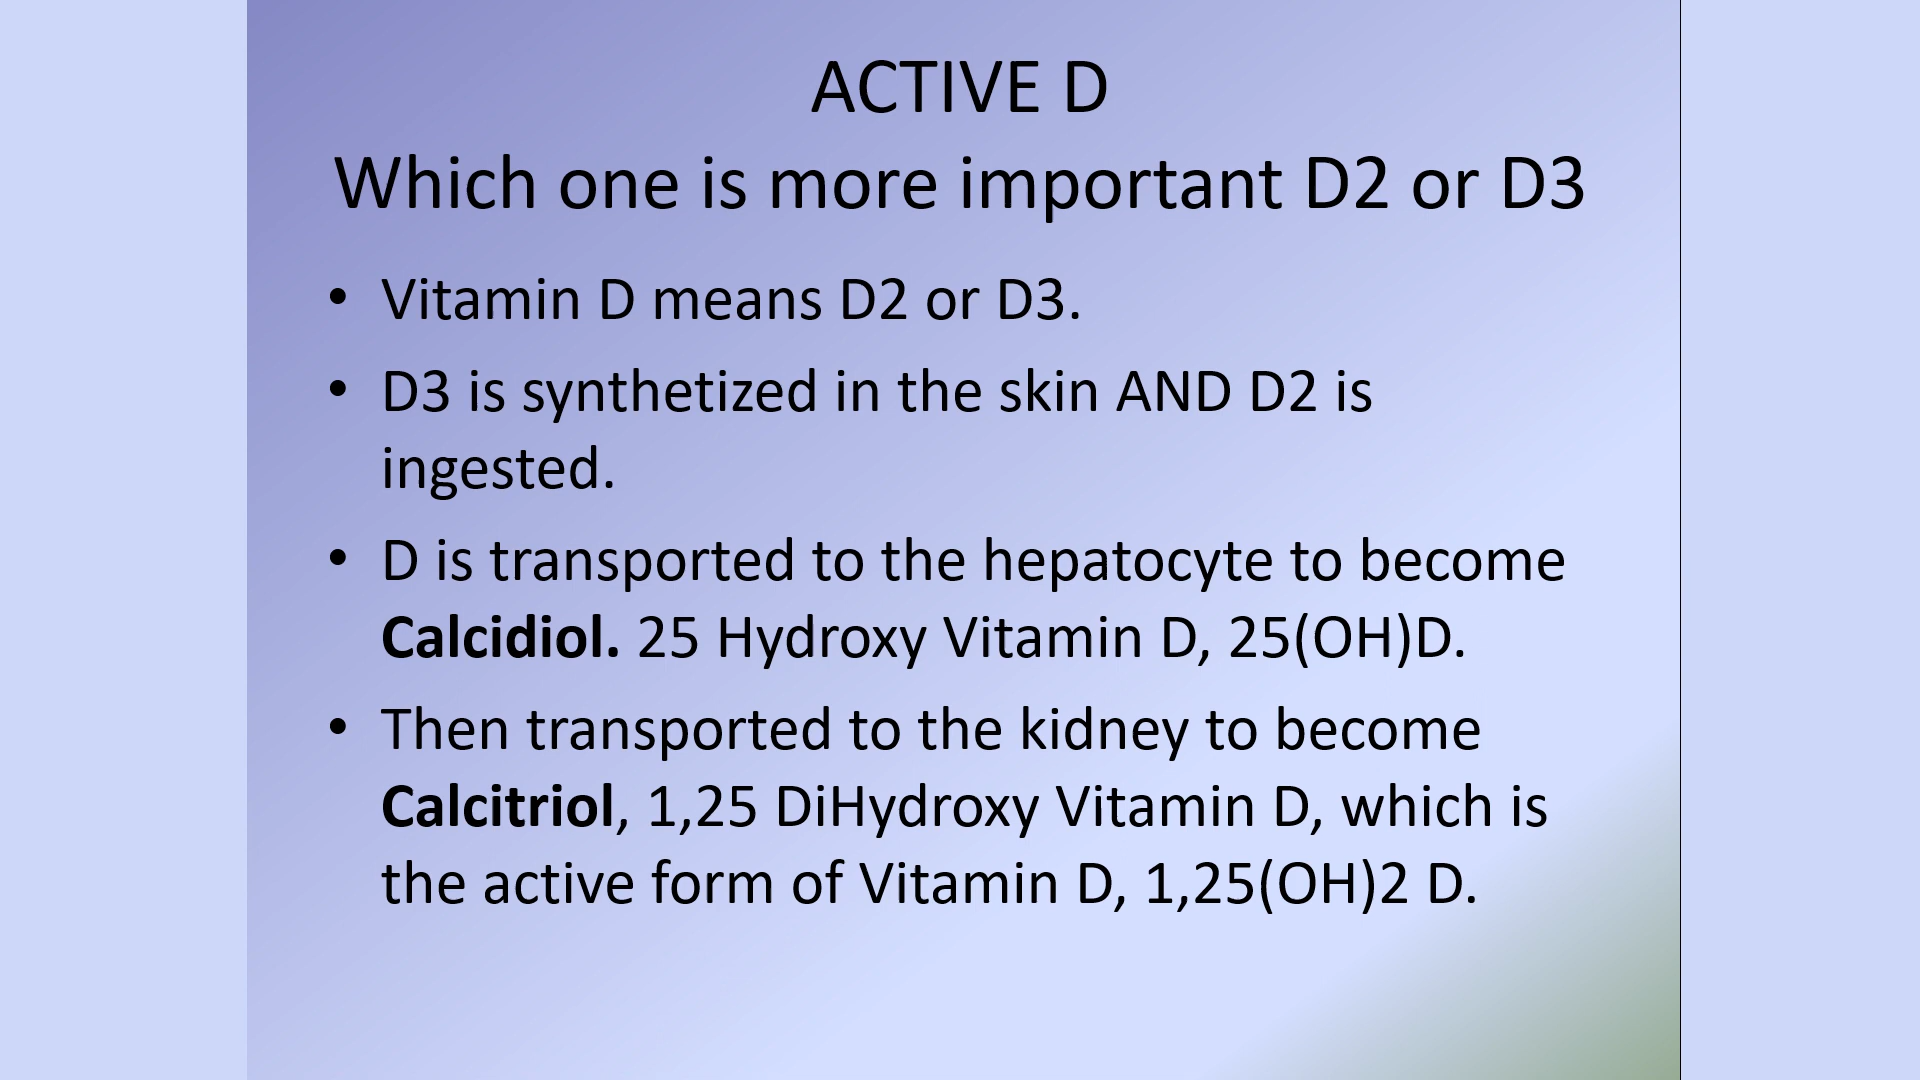 ACTIVE D
Which one is more important D2 or D3
• Vitamin D means D2 or D3.
• D3 is synthetized in the skin AND D2 is
ingested.
• D is transported to the hepatocyte to become
Calcidiol. 25 Hydroxy Vitamin D, 25(OH)D.
• Then transported to the kidney to become
Calcitriol, 1,25 DiHydroxy Vitamin D, which is
the active form of Vitamin D, 1,25(OH)2 D.